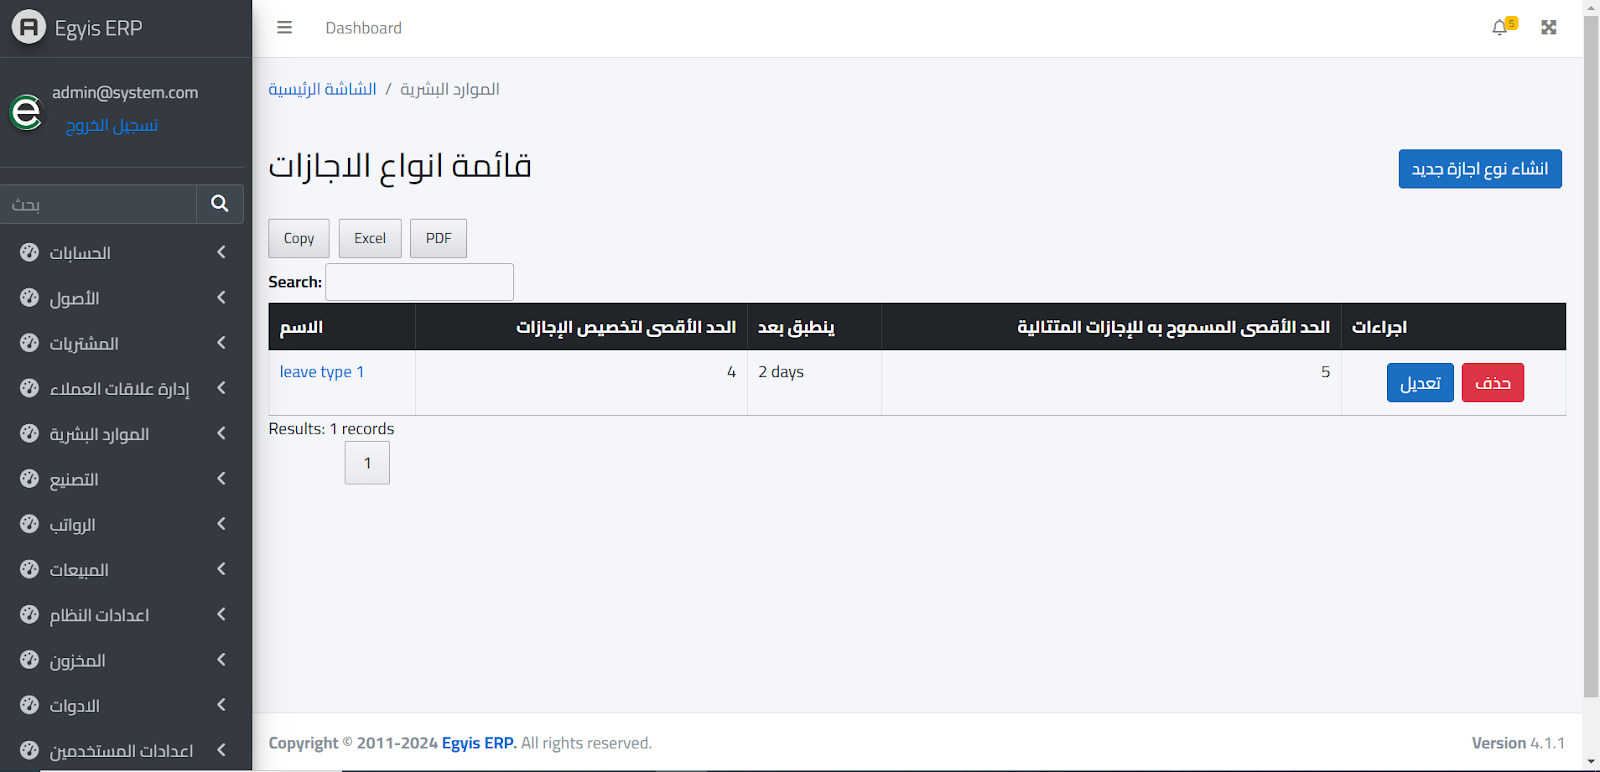 Egyis ERP
admin@system.com
تسجيل الخروج
بحث
الحسابات
الأصول
المشتريات
إدارة علاقات العملاء
الموارد البشرية
التصنيع
الرواتب
المبيعات
اعدادات النظام
المخزون
الادوات
اعدادات المستخدمين
Dashboard
5
الشاشة الرئيسية / الموارد البشرية
قائمة انواع الاجازات
انشاء نوع اجازة جديد
Copy Excel PDF
Search:
الاسم الحد الأقصى لتخصيص الإجازات ينطبق بعد الحد الأقصى المسموح به للإجازات المتتالية اجراءات
leave type 1 4 2 days 5 تعديل حذف
Results: 1 records
1
Copyright © 2011-2024 Egyis ERP. All rights reserved.
Version 4.1.1